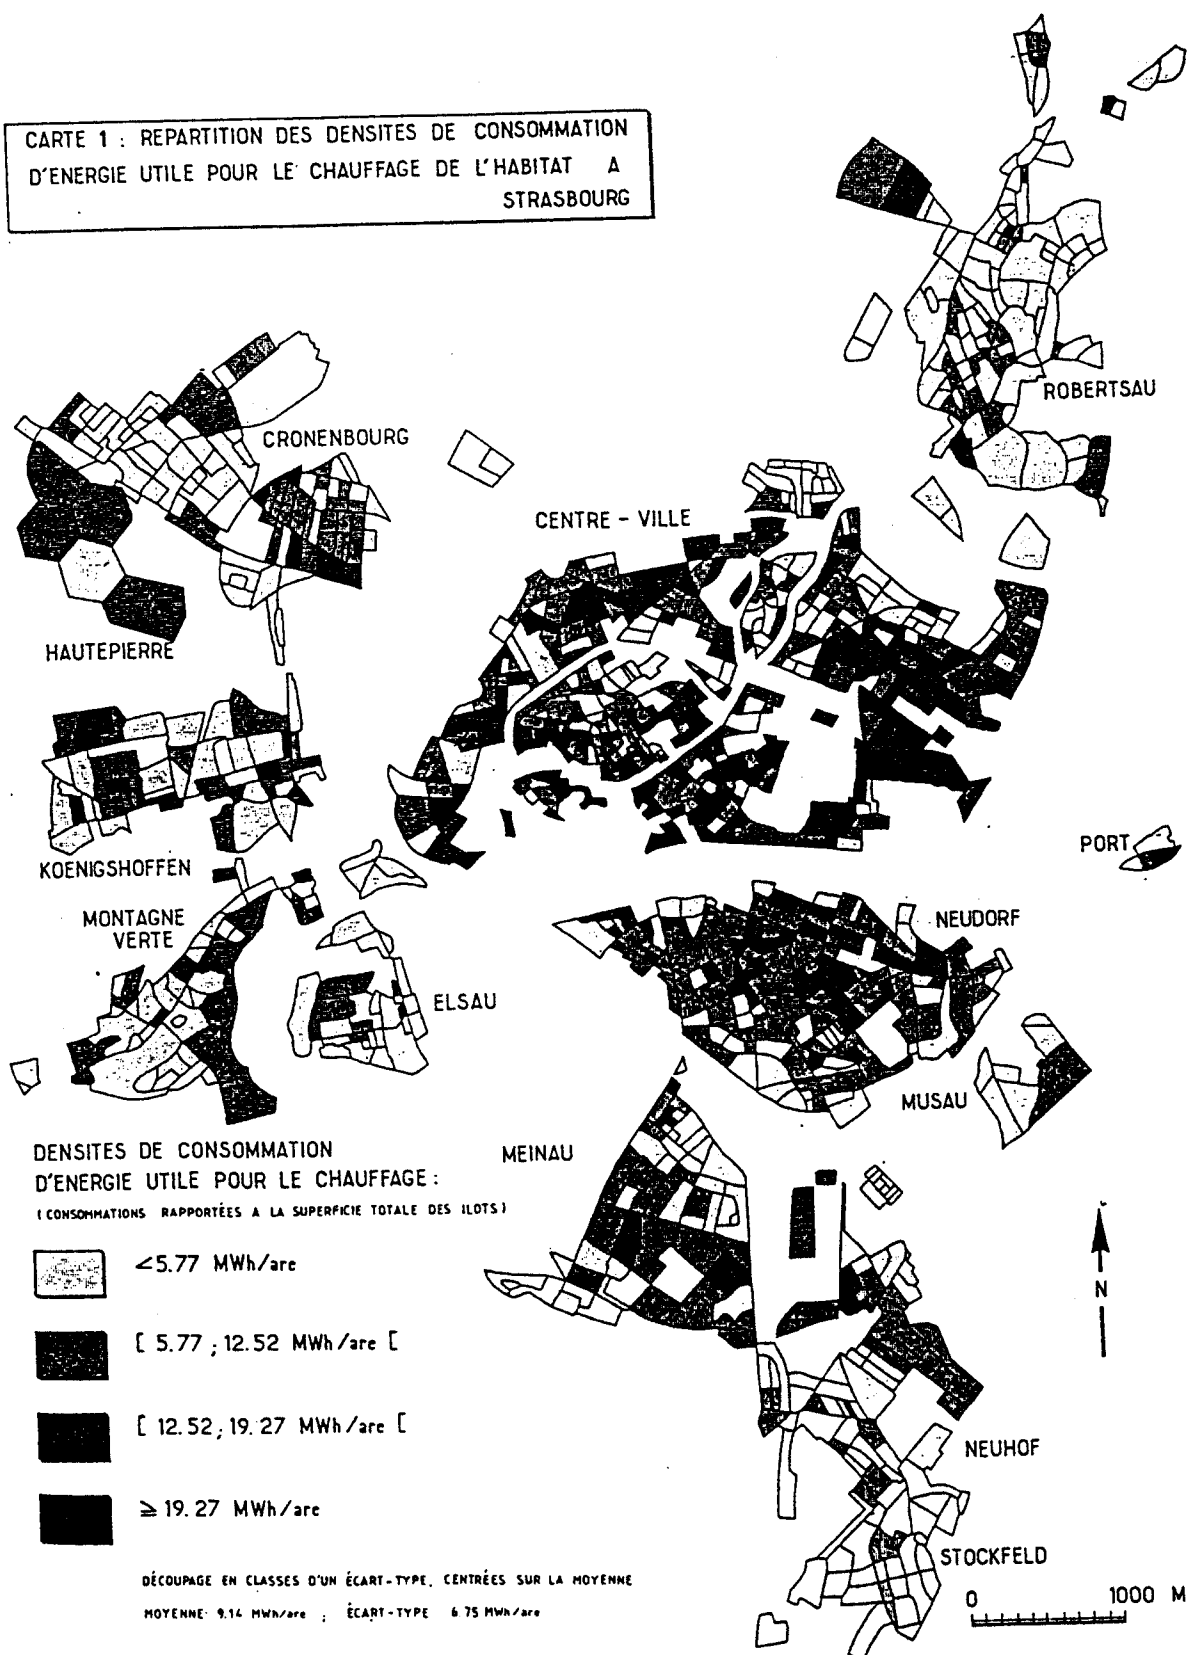 CARTE 1 : REPARTITION DES DENSITES DE CONSOMMATION
D'ENERGIE UTILE POUR LE CHAUFFAGE DE L'HABITAT A
STRASBOURG
ROBERTSAU
CRONENBOURG
CENTRE - VILLE
HAUTEPIERRE
KOENIGSHOFFEN
PORT
MONTAGNE
VERTE
NEUDORF
ELSAU
MUSAU
MEINAU
DENSITES DE CONSOMMATION
D'ENERGIE UTILE POUR LE CHAUFFAGE :
( CONSOMMATIONS RAPPORTÉES A LA SUPERFICIE TOTALE DES ILOTS )
<5.77 MWh/are
[ 5.77 ; 12.52 MWh/are [
[ 12.52 ; 19.27 MWh/are [
≥ 19.27 MWh/are
N
NEUHOF
STOCKFELD
0 1000 M
DÉCOUPAGE EN CLASSES D'UN ÉCART-TYPE, CENTRÉES SUR LA MOYENNE
MOYENNE: 9.14 MWh/are ; ÉCART-TYPE 6.75 MWh/are